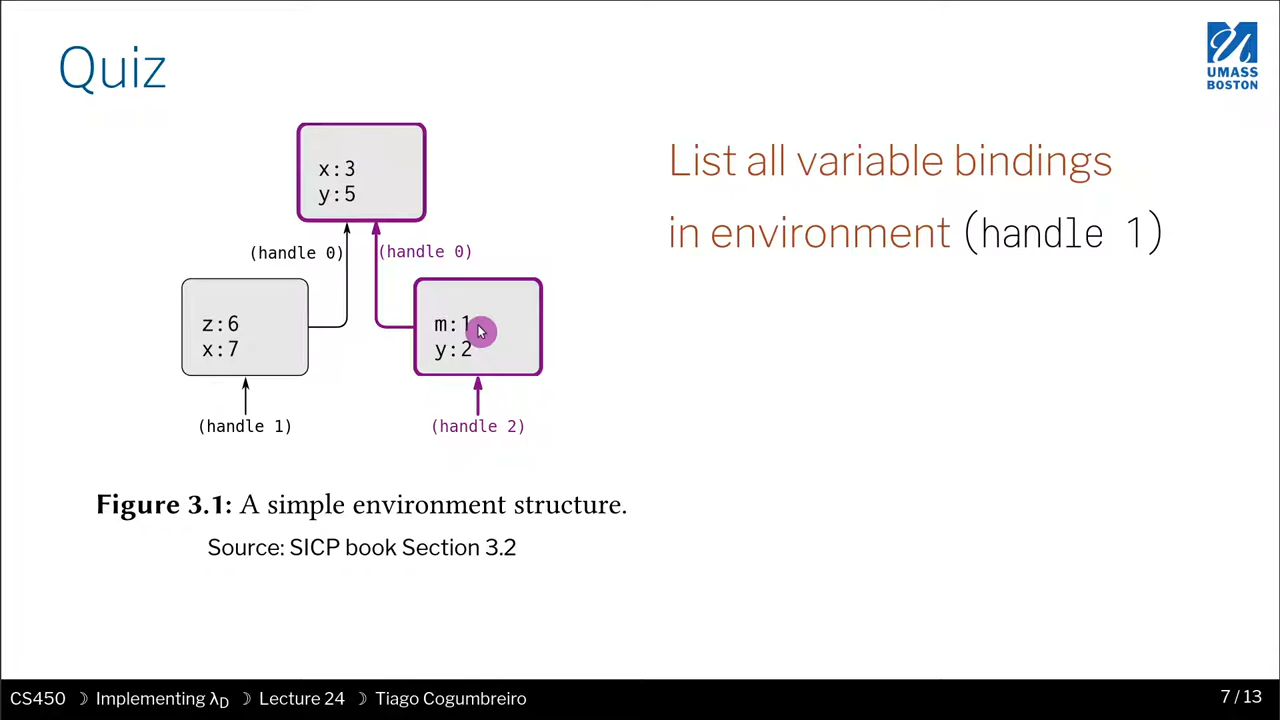 Quiz
UMASS
BOSTON
x:3
y:5
(handle 0)
(handle 0)
z:6
x:7
m:1
y:2
(handle 1)
(handle 2)
Figure 3.1: A simple environment structure.
Source: SICP book Section 3.2
List all variable bindings
in environment (handle 1)
CS450 ☽ Implementing λD ☽ Lecture 24 ☽ Tiago Cogumbreiro
7 / 13